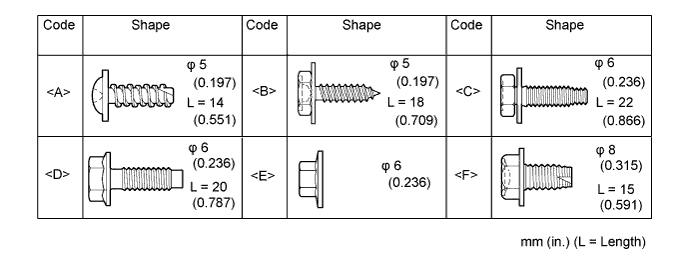 Code Shape Code Shape Code Shape
<A> φ 5 (0.197) L = 14 (0.551)
<B> φ 5 (0.197) L = 18 (0.709)
<C> φ 6 (0.236) L = 22 (0.866)
<D> φ 6 (0.236) L = 20 (0.787)
<E> φ 6 (0.236)
<F> φ 8 (0.315) L = 15 (0.591)
mm (in.) (L = Length)